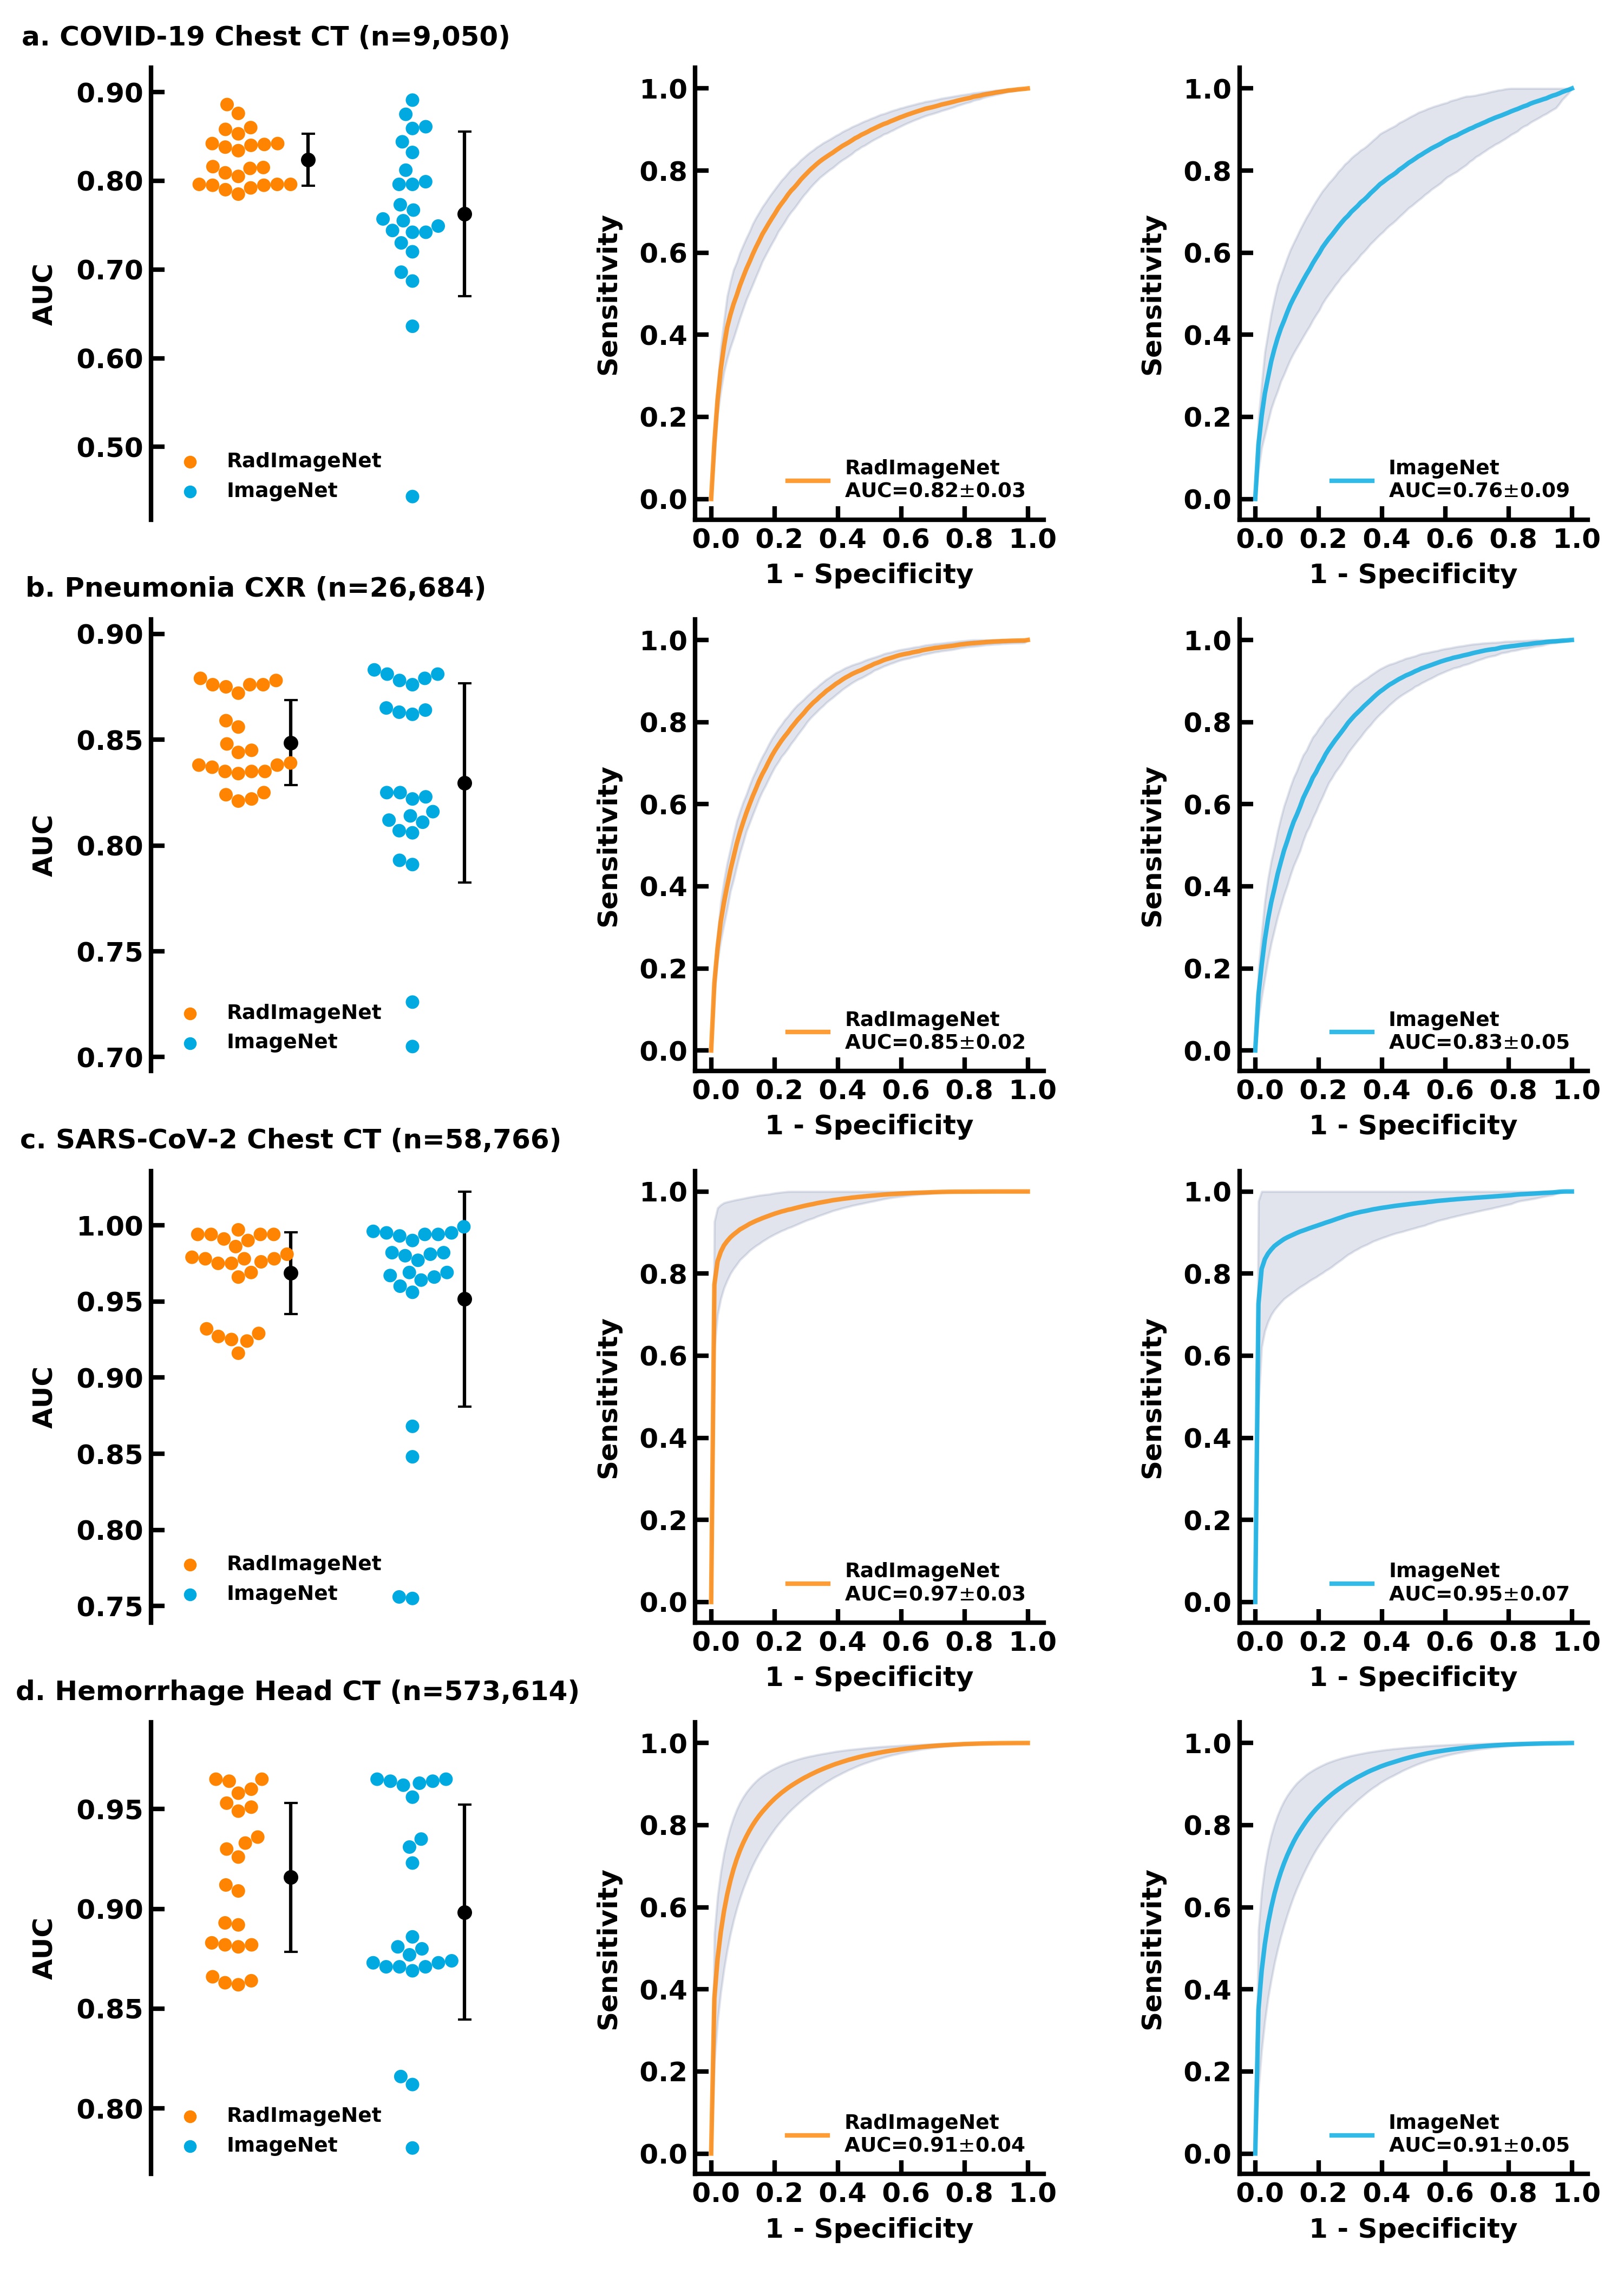 a. COVID-19 Chest CT (n=9,050)
AUC
0.90
0.80
0.70
0.60
0.50
RadImageNet
ImageNet
Sensitivity
1.0
0.8
0.6
0.4
0.2
0.0
RadImageNet
AUC=0.82±0.03
0.0 0.2 0.4 0.6 0.8 1.0
1 - Specificity
Sensitivity
1.0
0.8
0.6
0.4
0.2
0.0
ImageNet
AUC=0.76±0.09
0.0 0.2 0.4 0.6 0.8 1.0
1 - Specificity
b. Pneumonia CXR (n=26,684)
AUC
0.90
0.85
0.80
0.75
0.70
RadImageNet
ImageNet
Sensitivity
1.0
0.8
0.6
0.4
0.2
0.0
RadImageNet
AUC=0.85±0.02
0.0 0.2 0.4 0.6 0.8 1.0
1 - Specificity
Sensitivity
1.0
0.8
0.6
0.4
0.2
0.0
ImageNet
AUC=0.83±0.05
0.0 0.2 0.4 0.6 0.8 1.0
1 - Specificity
c. SARS-CoV-2 Chest CT (n=58,766)
AUC
1.00
0.95
0.90
0.85
0.80
0.75
RadImageNet
ImageNet
Sensitivity
1.0
0.8
0.6
0.4
0.2
0.0
RadImageNet
AUC=0.97±0.03
0.0 0.2 0.4 0.6 0.8 1.0
1 - Specificity
Sensitivity
1.0
0.8
0.6
0.4
0.2
0.0
ImageNet
AUC=0.95±0.07
0.0 0.2 0.4 0.6 0.8 1.0
1 - Specificity
d. Hemorrhage Head CT (n=573,614)
AUC
0.95
0.90
0.85
0.80
RadImageNet
ImageNet
Sensitivity
1.0
0.8
0.6
0.4
0.2
0.0
RadImageNet
AUC=0.91±0.04
0.0 0.2 0.4 0.6 0.8 1.0
1 - Specificity
Sensitivity
1.0
0.8
0.6
0.4
0.2
0.0
ImageNet
AUC=0.91±0.05
0.0 0.2 0.4 0.6 0.8 1.0
1 - Specificity